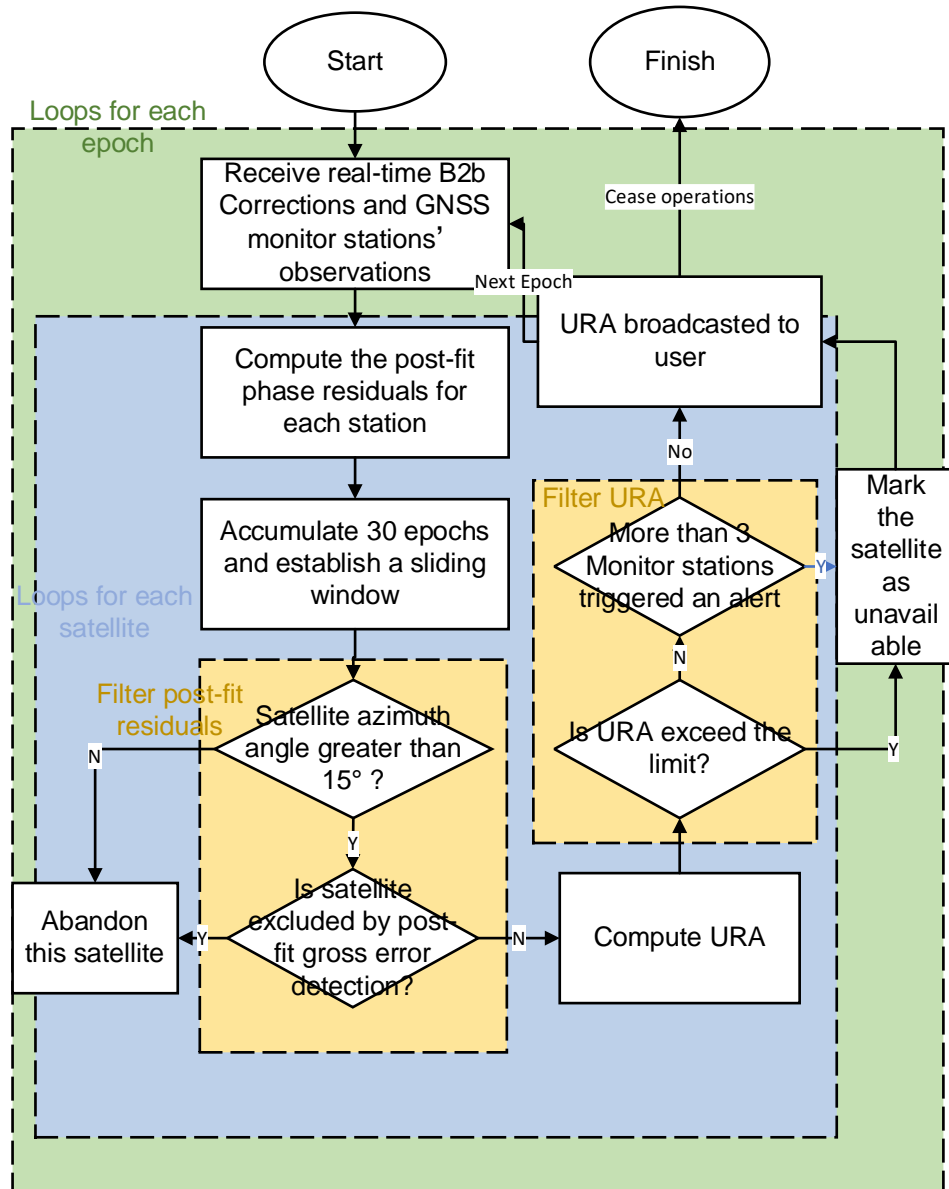 Start
Finish
Loops for each
epoch
Receive real-time B2b
Corrections and GNSS
monitor stations’
observations
Cease operations
Next Epoch
URA broadcasted to
user
Compute the post-fit
phase residuals for
each station
No
Accumulate 30 epochs
and establish a sliding
window
Filter URA
More than 3
Monitor stations
triggered an alert
Y
Mark
the
satellite
as
unavail
able
Loops for each
satellite
N
Filter post-fit
residuals
Satellite azimuth
angle greater than
15° ?
N
Is URA exceed the
limit?
Y
Y
Is satellite
excluded by post-
fit gross error
detection?
Y
N
Abandon
this satellite
Compute URA